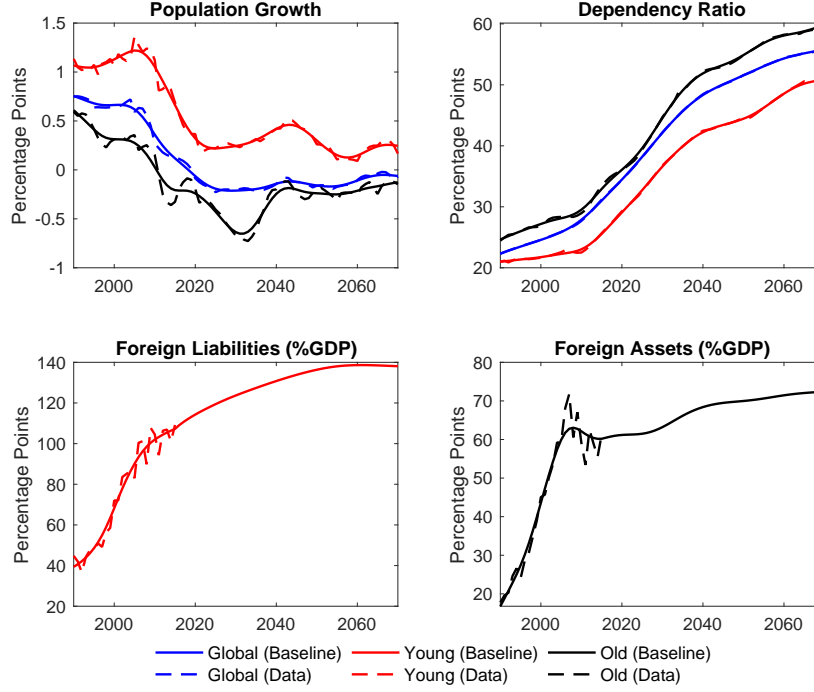 Population Growth
Dependency Ratio
Percentage Points
1.5
1
0.5
0
-0.5
-1
2000 2020 2040 2060
Percentage Points
60
50
40
30
20
2000 2020 2040 2060
Foreign Liabilities (%GDP)
Foreign Assets (%GDP)
Percentage Points
140
120
100
80
60
40
20
2000 2020 2040 2060
Percentage Points
80
70
60
50
40
30
20
2000 2020 2040 2060
Global (Baseline) Young (Baseline) Old (Baseline)
Global (Data) Young (Data) Old (Data)